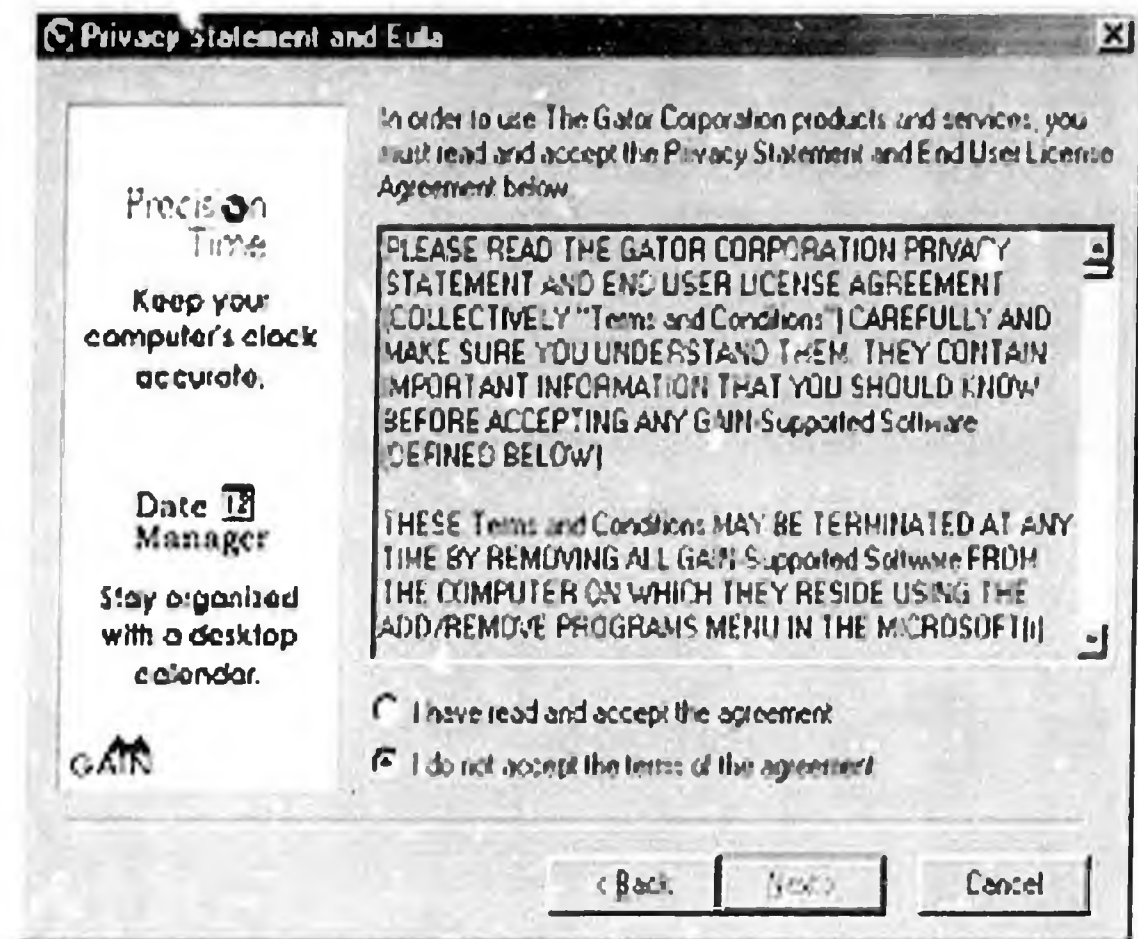 Privacy Statement and Eula
In order to use The Gator Corporation products and services, you
must read and accept the Privacy Statement and End User License
Agreement below
Precision
Time
Keep your
computer's clock
accurate.
Date 12
Manager
Stay organized
with a desktop
calendar.
GAIN
PLEASE READ THE GATOR CORPORATION PRIVACY
STATEMENT AND END USER LICENSE AGREEMENT
(COLLECTIVELY "Terms and Conditions") CAREFULLY AND
MAKE SURE YOU UNDERSTAND THEM. THEY CONTAIN
IMPORTANT INFORMATION THAT YOU SHOULD KNOW
BEFORE ACCEPTING ANY GAIN-Supported Software
(DEFINED BELOW)
THESE Terms and Conditions MAY BE TERMINATED AT ANY
TIME BY REMOVING ALL GAIN-Supported Software FROM
THE COMPUTER ON WHICH THEY RESIDE USING THE
ADD/REMOVE PROGRAMS MENU IN THE MICROSOFT(r)
I have read and accept the agreement
I do not accept the terms of the agreement
< Back
Next >
Cancel